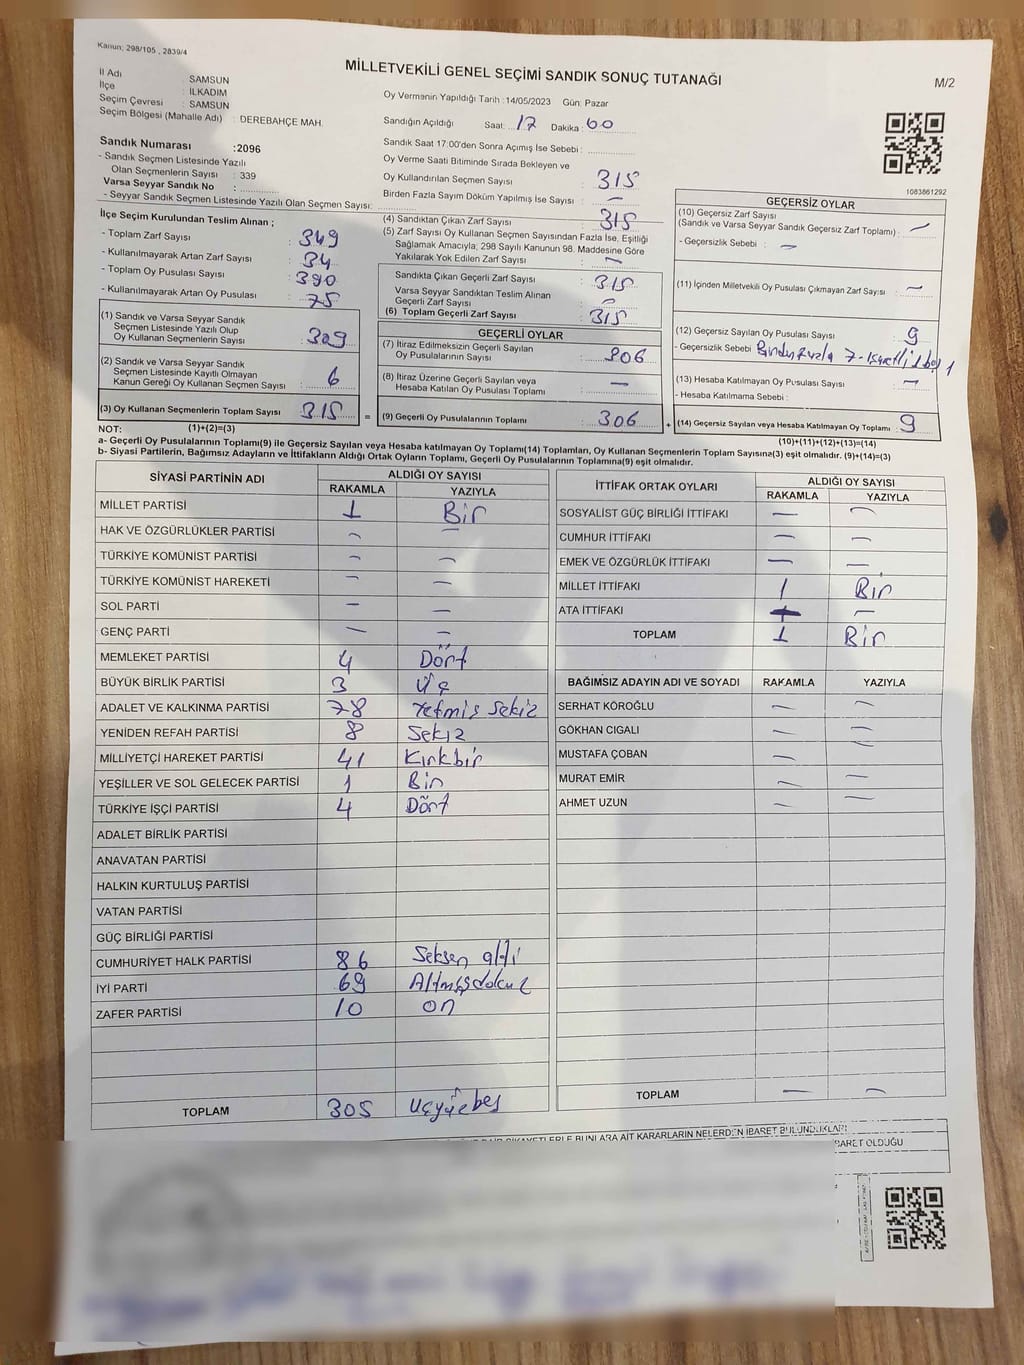 Kanun; 298/105 , 2839/4
MİLLETVEKİLİ GENEL SEÇİMİ SANDIK SONUÇ TUTANAĞI
M/2
İl Adı : SAMSUN
İlçe : İLKADIM
Seçim Çevresi : SAMSUN
Seçim Bölgesi (Mahalle Adı) : DEREBAHÇE MAH.
Sandık Numarası :2096
- Sandık Seçmen Listesinde Yazılı
Olan Seçmenlerin Sayısı : 339
Varsa Seyyar Sandık No :
- Seyyar Sandık Seçmen Listesinde Yazılı Olan Seçmen Sayısı:
Oy Vermenin Yapıldığı Tarih :14/05/2023 Gün: Pazar
Sandığın Açıldığı Saat: 17 Dakika: 60
Sandık Saat 17:00'den Sonra Açımış İse Sebebi :
Oy Verme Saati Bitiminde Sırada Bekleyen ve
Oy Kullandırılan Seçmen Sayısı : 315
Birden Fazla Sayım Döküm Yapılmış İse Sayısı : —
1083861292
İlçe Seçim Kurulundan Teslim Alınan ;
- Toplam Zarf Sayısı : 349
- Kullanılmayarak Artan Zarf Sayısı : 34
- Toplam Oy Pusulası Sayısı : 390
- Kullanılmayarak Artan Oy Pusulası : 75
(1) Sandık ve Varsa Seyyar Sandık
Seçmen Listesinde Yazılı Olup
Oy Kullanan Seçmenlerin Sayısı : 309
(2) Sandık ve Varsa Seyyar Sandık
Seçmen Listesinde Kayıtlı Olmayan
Kanun Gereği Oy Kullanan Seçmen Sayısı : 6
(3) Oy Kullanan Seçmenlerin Toplam Sayısı : 315
(4) Sandıktan Çıkan Zarf Sayısı : 315
(5) Zarf Sayısı Oy Kullanan Seçmen Sayısından Fazla İse, Eşitliği
Sağlamak Amacıyla; 298 Sayılı Kanunun 98. Maddesine Göre
Yakılarak Yok Edilen Zarf Sayısı : —
Sandıkta Çıkan Geçerli Zarf Sayısı : 315
Varsa Seyyar Sandıktan Teslim Alınan
Geçerli Zarf Sayısı : —
(6) Toplam Geçerli Zarf Sayısı : 315
GEÇERLİ OYLAR
(7) İtiraz Edilmeksizin Geçerli Sayılan
Oy Pusulalarının Sayısı : 306
(8) İtiraz Üzerine Geçerli Sayılan veya
Hesaba Katılan Oy Pusulası Toplamı : —
= (9) Geçerli Oy Pusulalarının Toplamı : 306
GEÇERSİZ OYLAR
(10) Geçersiz Zarf Sayısı
(Sandık ve Varsa Seyyar Sandık Geçersiz Zarf Toplamı) : —
- Geçersizlik Sebebi : —
(11) İçinden Milletvekili Oy Pusulası Çıkmayan Zarf Sayısı : —
(12) Geçersiz Sayılan Oy Pusulası Sayısı : 9
- Geçersizlik Sebebi
(13) Hesaba Katılmayan Oy Pusulası Sayısı : —
- Hesaba Katılmama Sebebi :
+ (14) Geçersiz Sayılan veya Hesaba Katılmayan Oy Toplamı : 9
NOT: (1)+(2)=(3)
(10)+(11)+(12)+(13)=(14)
a- Geçerli Oy Pusulalarının Toplamı(9) ile Geçersiz Sayılan veya Hesaba katılmayan Oy Toplamı(14) Toplamları, Oy Kullanan Seçmenlerin Toplam Sayısına(3) eşit olmalıdır. (9)+(14)=(3)
b- Siyasi Partilerin, Bağımsız Adayların ve İttifakların Aldığı Ortak Oyların Toplamı, Geçerli Oy Pusulalarının Toplamına(9) eşit olmalıdır.
SİYASİ PARTİNİN ADI ALDIĞI OY SAYISI
RAKAMLA YAZIYLA
MİLLET PARTİSİ 1 Bir
HAK VE ÖZGÜRLÜKLER PARTİSİ — —
TÜRKİYE KOMÜNİST PARTİSİ — —
TÜRKİYE KOMÜNİST HAREKETİ — —
SOL PARTİ — —
GENÇ PARTİ — —
MEMLEKET PARTİSİ 4 Dört
BÜYÜK BİRLİK PARTİSİ 3 Üç
ADALET VE KALKINMA PARTİSİ 78 Yetmiş sekiz
YENİDEN REFAH PARTİSİ 8 Sekiz
MİLLİYETÇİ HAREKET PARTİSİ 41 Kırkbir
YEŞİLLER VE SOL GELECEK PARTİSİ 1 Bir
TÜRKİYE İŞÇİ PARTİSİ 4 Dört
ADALET BİRLİK PARTİSİ
ANAVATAN PARTİSİ
HALKIN KURTULUŞ PARTİSİ
VATAN PARTİSİ
GÜÇ BİRLİĞİ PARTİSİ
CUMHURİYET HALK PARTİSİ 86 Seksen altı
İYİ PARTİ 69 Altmışdokuz
ZAFER PARTİSİ 10 on
TOPLAM 305 Üçyüzbeş
İTTİFAK ORTAK OYLARI ALDIĞI OY SAYISI
RAKAMLA YAZIYLA
SOSYALİST GÜÇ BİRLİĞİ İTTİFAKI — —
CUMHUR İTTİFAKI — —
EMEK VE ÖZGÜRLÜK İTTİFAKI — —
MİLLET İTTİFAKI 1 Bir
ATA İTTİFAKI — —
TOPLAM 1 Bir
BAĞIMSIZ ADAYIN ADI VE SOYADI RAKAMLA YAZIYLA
SERHAT KÖROĞLU — —
GÖKHAN CIGALI — —
MUSTAFA ÇOBAN — —
MURAT EMİR — —
AHMET UZUN — —
TOPLAM — —
BUNLARA AİT KARARLARIN NELERDEN İBARET BULUNDUKLARI
İBARET OLDUĞU